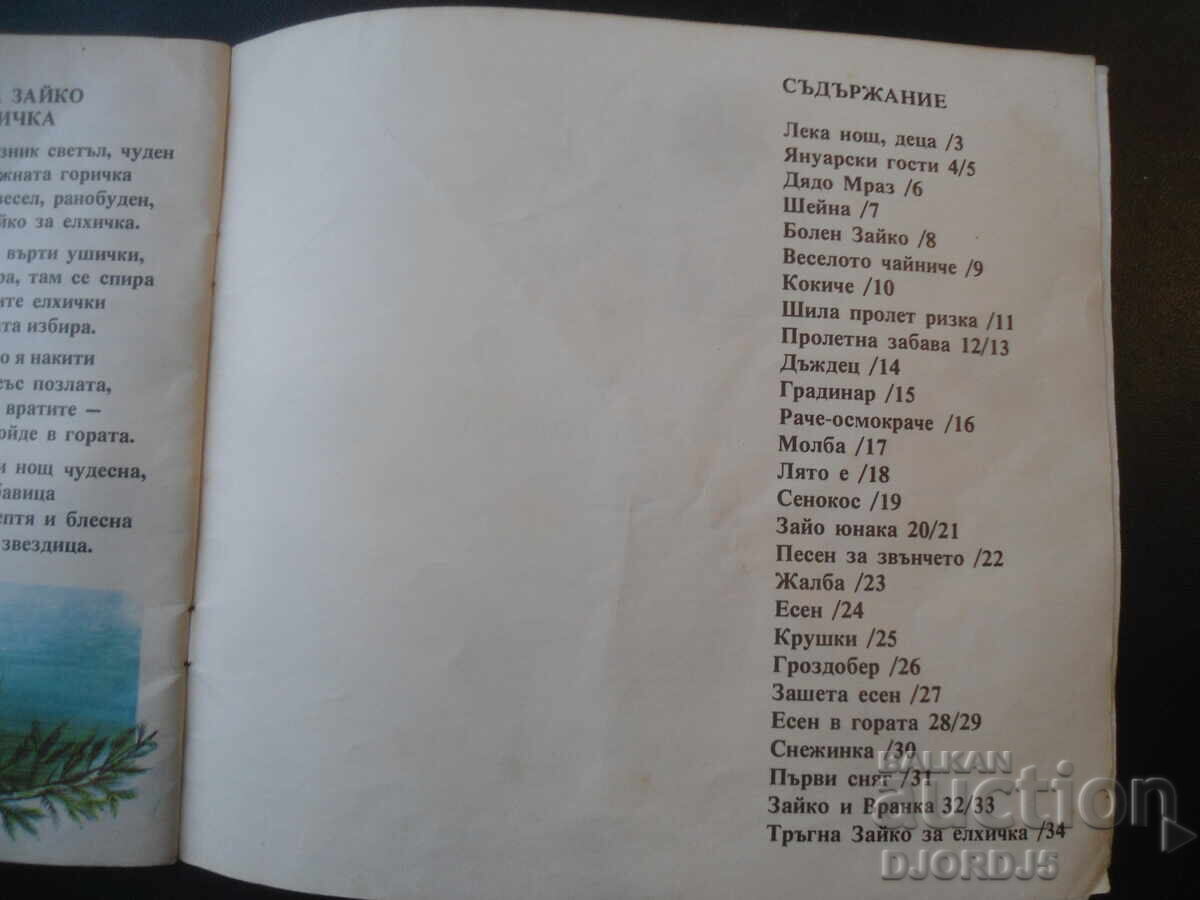 ЗАЙКО
ИЧКА
зник светъл, чуден
жната горичка
весел, ранобуден,
йко за елхичка.
върти ушички,
ра, там се спира
ите елхички
та избира.
о я накити
със позлата,
вратите —
ойде в гората.
и нощ чудесна,
бавица
ептя и блесна
звездица.
СЪДЪРЖАНИЕ
Лека нощ, деца /3
Януарски гости 4/5
Дядо Мраз /6
Шейна /7
Болен Зайко /8
Веселото чайниче /9
Кокиче /10
Шила пролет ризка /11
Пролетна забава 12/13
Дъждец /14
Градинар /15
Раче-осмокраче /16
Молба /17
Лято е /18
Сенокос /19
Зайо юнака 20/21
Песен за звънчето /22
Жалба /23
Есен /24
Крушки /25
Гроздобер /26
Зашета есен /27
Есен в гората 28/29
Снежинка /30
Първи сняг /31
Зайко и Вранка 32/33
Тръгна Зайко за елхичка /34
BALKAN
auction
DJORDJ5